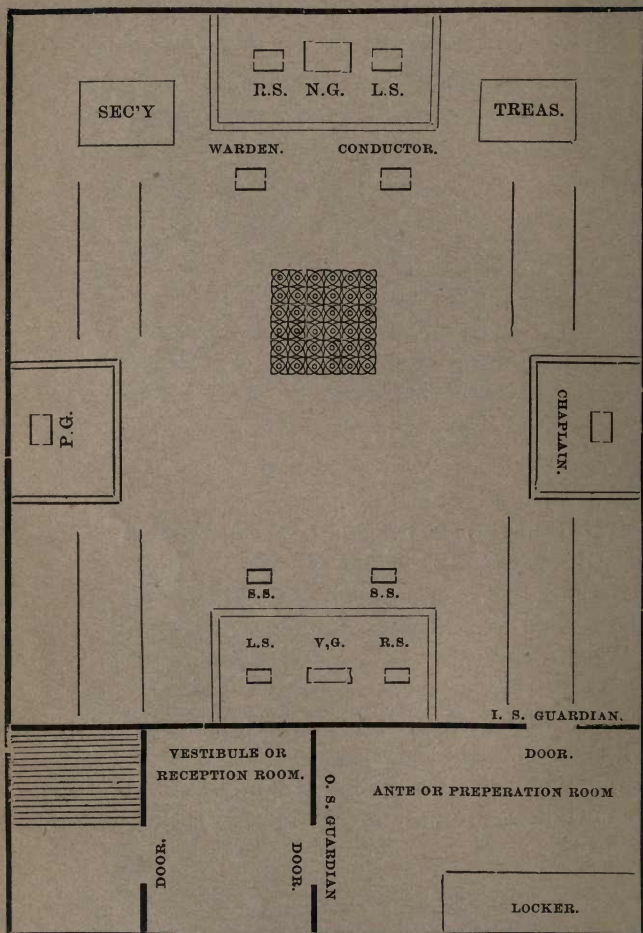 R.S. N.G. L.S.
SEC'Y
TREAS.
WARDEN. CONDUCTOR.
P.G.
CHAPLAIN.
S.S. S.S.
L.S. V,G. R.S.
I. S. GUARDIAN.
VESTIBULE OR
RECEPTION ROOM.
DOOR.
O. S. GUARDIAN
ANTE OR PREPERATION ROOM
DOOR.
DOOR.
LOCKER.